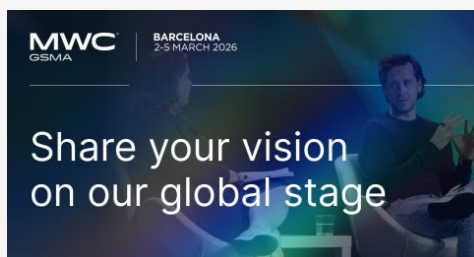 MWC
GSMA
BARCELONA
2-5 MARCH 2026
Share your vision
on our global stage